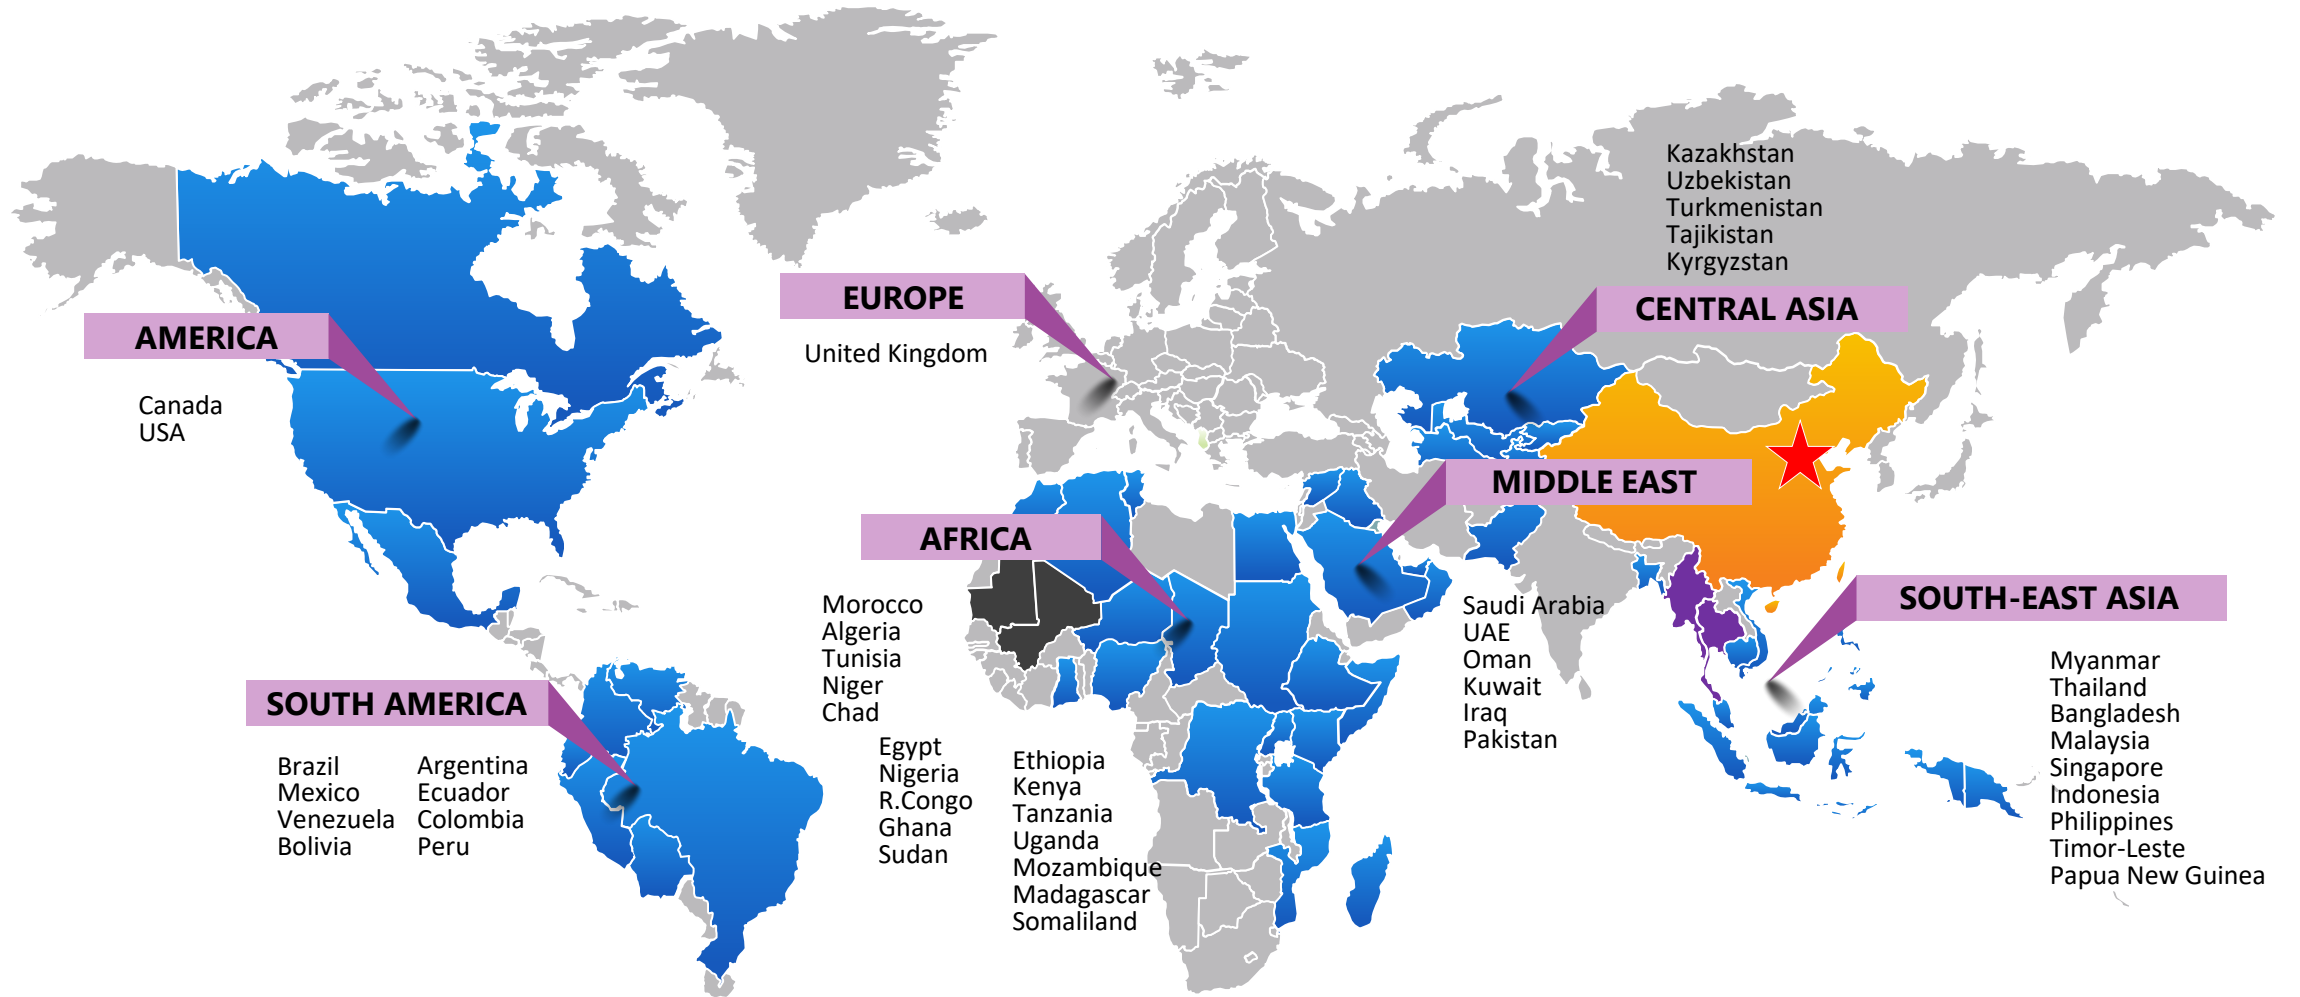 Kazakhstan
Uzbekistan
Turkmenistan
Tajikistan
Kyrgyzstan
EUROPE
CENTRAL ASIA
AMERICA
United Kingdom
Canada
USA
MIDDLE EAST
AFRICA
SOUTH-EAST ASIA
Morocco
Algeria
Tunisia
Niger
Chad
Saudi Arabia
UAE
Oman
Kuwait
Iraq
Pakistan
Myanmar
Thailand
Bangladesh
Malaysia
Singapore
Indonesia
Philippines
Timor-Leste
Papua New Guinea
SOUTH AMERICA
Brazil
Mexico
Venezuela
Bolivia
Argentina
Ecuador
Colombia
Peru
Egypt
Nigeria
R.Congo
Ghana
Sudan
Ethiopia
Kenya
Tanzania
Uganda
Mozambique
Madagascar
Somaliland